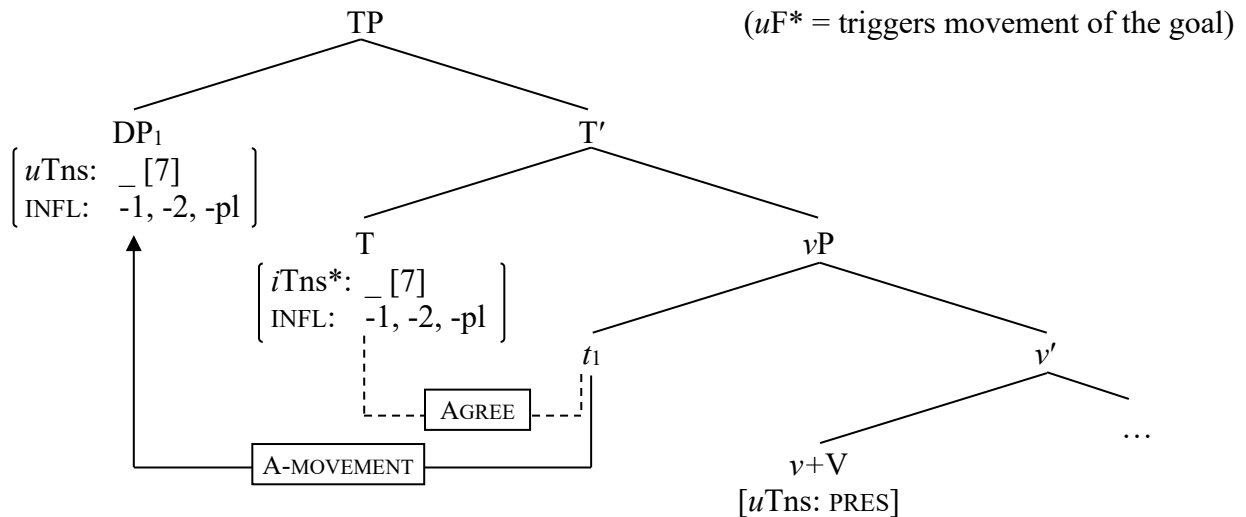 TP
(uF* = triggers movement of the goal)
DP1
T′
uTns: _ [7]
INFL: -1, -2, -pl
T
vP
iTns*: _ [7]
INFL: -1, -2, -pl
t1
v′
AGREE
…
A-MOVEMENT
v+V
[uTns: PRES]